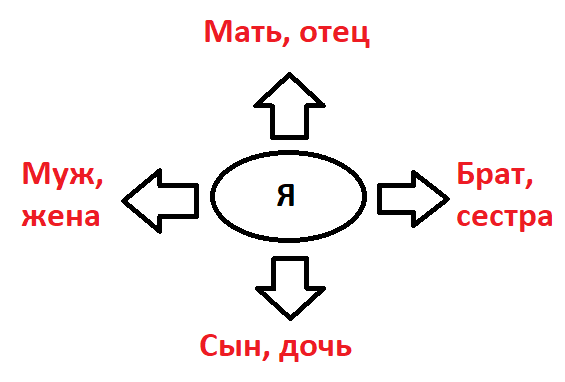 Мать, отец
Муж,
жена
Я
Брат,
сестра
Сын, дочь